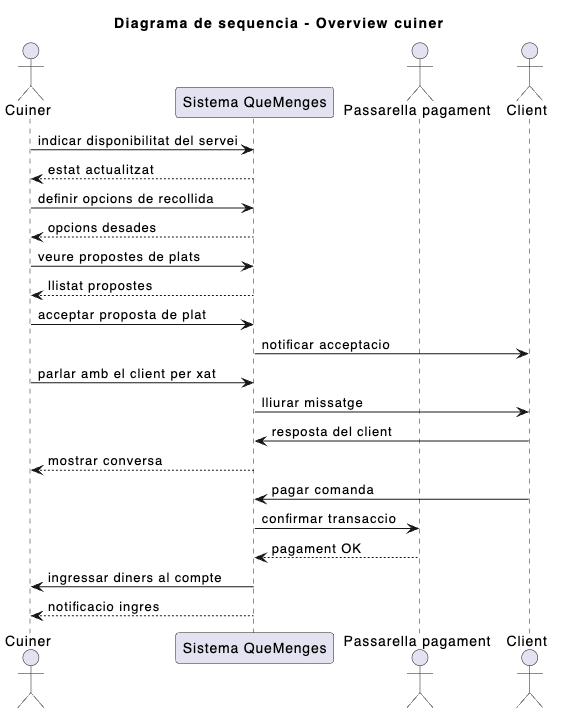 Diagrama de sequencia - Overview cuiner
Cuiner
Sistema QueMenges
Passarella pagament
Client
indicar disponibilitat del servei
estat actualitzat
definir opcions de recollida
opcions desades
veure propostes de plats
llistat propostes
acceptar proposta de plat
notificar acceptacio
parlar amb el client per xat
lliurar missatge
resposta del client
mostrar conversa
pagar comanda
confirmar transaccio
pagament OK
ingressar diners al compte
notificacio ingres
Cuiner
Sistema QueMenges
Passarella pagament
Client